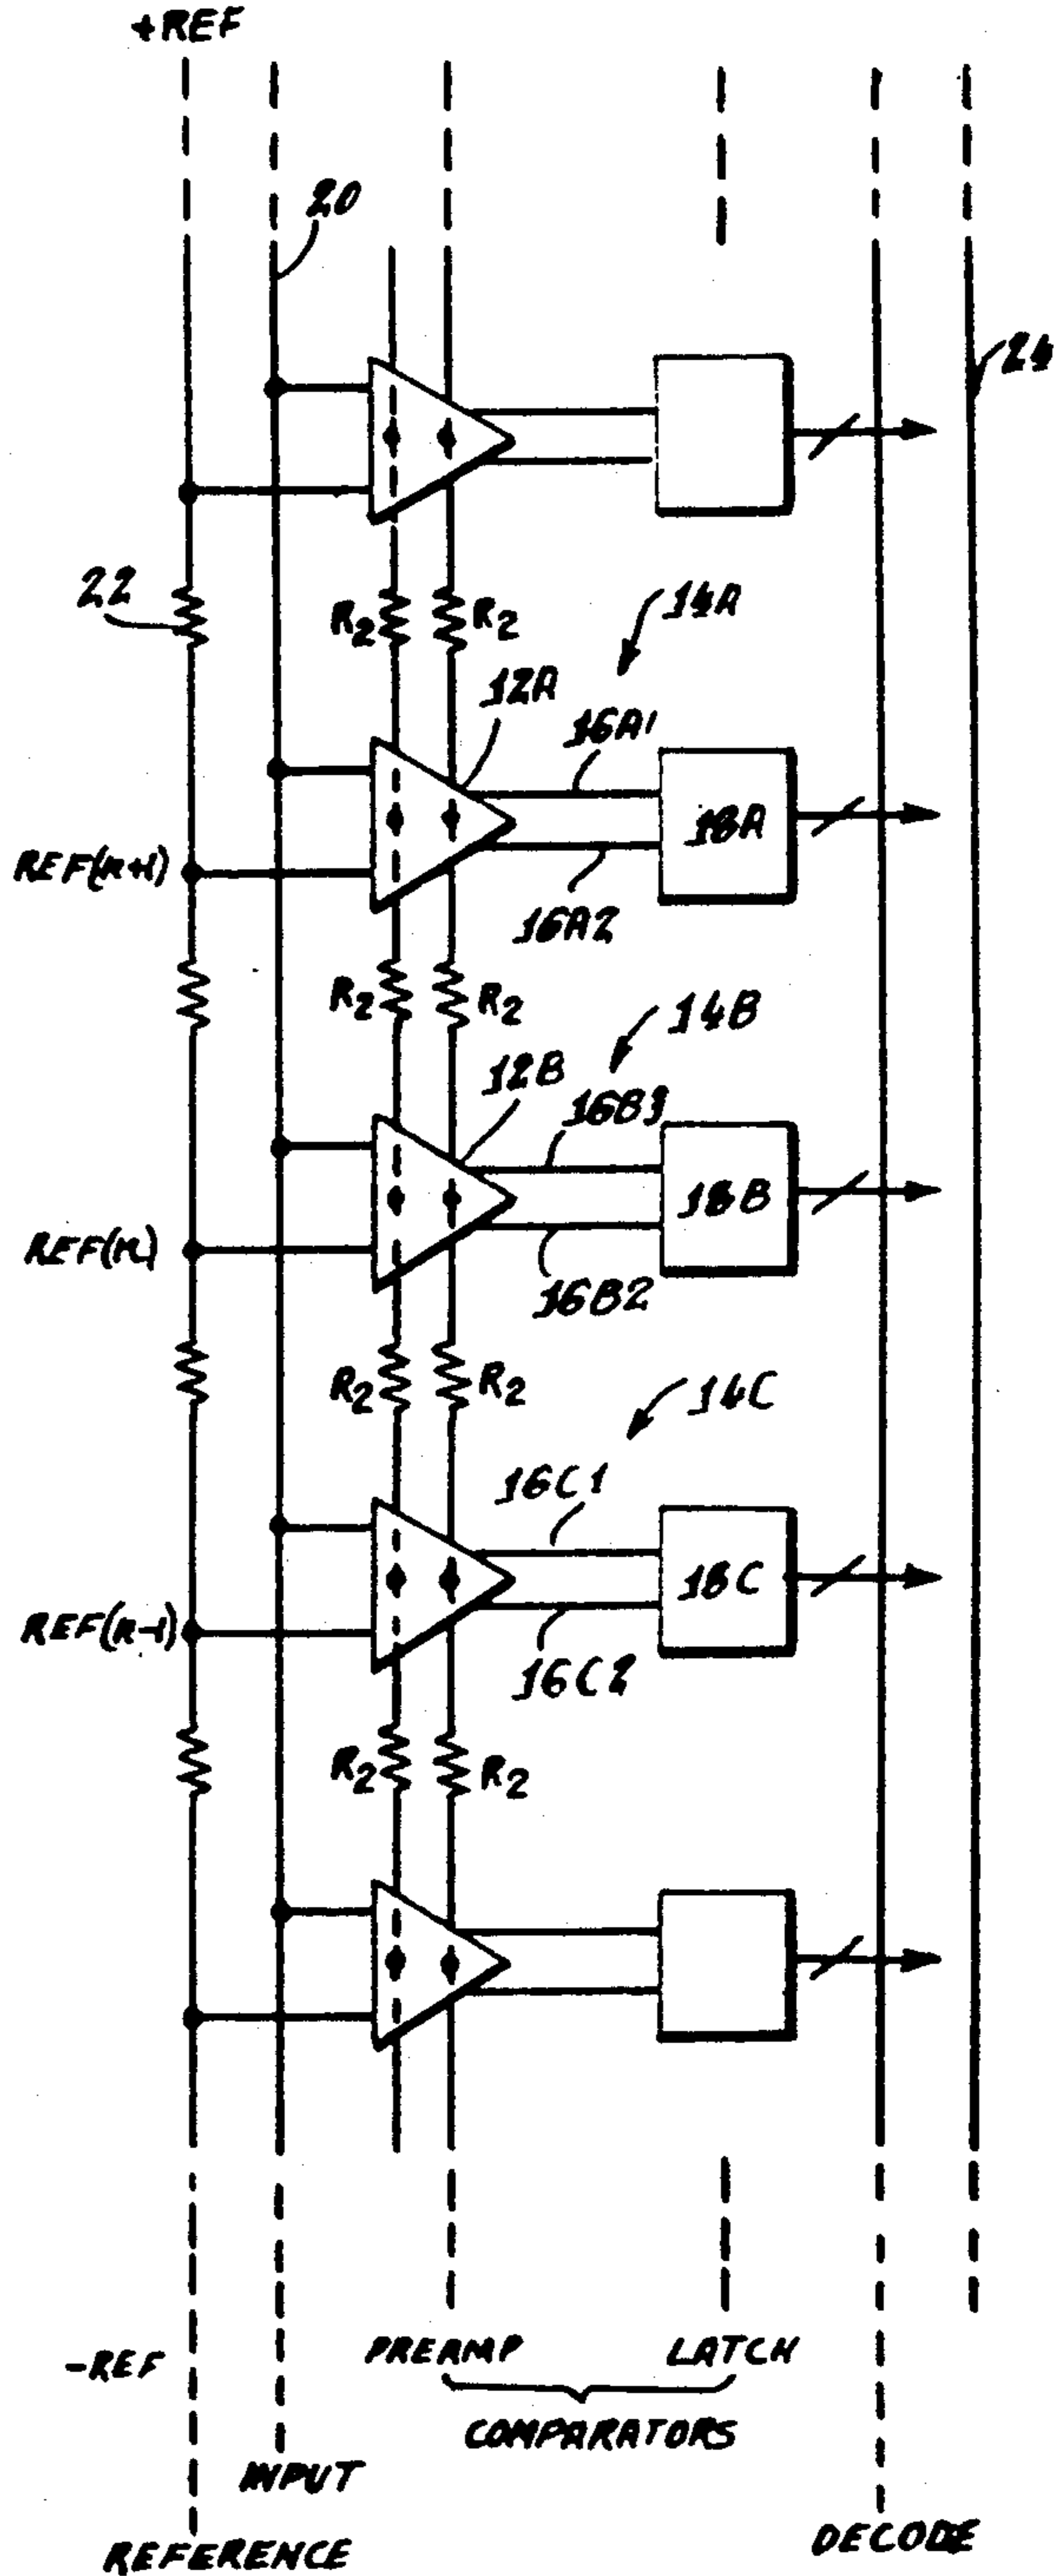 +REF
20
24
22
R2 R2
14A
12A
16A1
18A
REF(n+1)
16A2
R2 R2
14B
12B
16B1
18B
REF(n)
16B2
R2 R2
14C
16C1
18C
REF(n-1)
16C2
R2 R2
-REF
PREAMP LATCH
COMPARATORS
INPUT
DECODE
REFERENCE